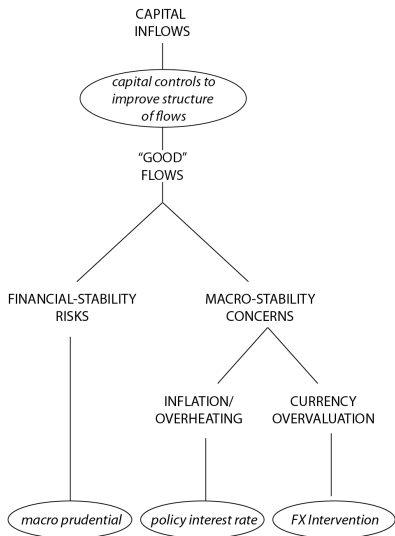 CAPITAL
INFLOWS
capital controls to
improve structure
of flows
“GOOD”
FLOWS
FINANCIAL-STABILITY
RISKS
MACRO-STABILITY
CONCERNS
INFLATION/
OVERHEATING
CURRENCY
OVERVALUATION
macro prudential
policy interest rate
FX Intervention